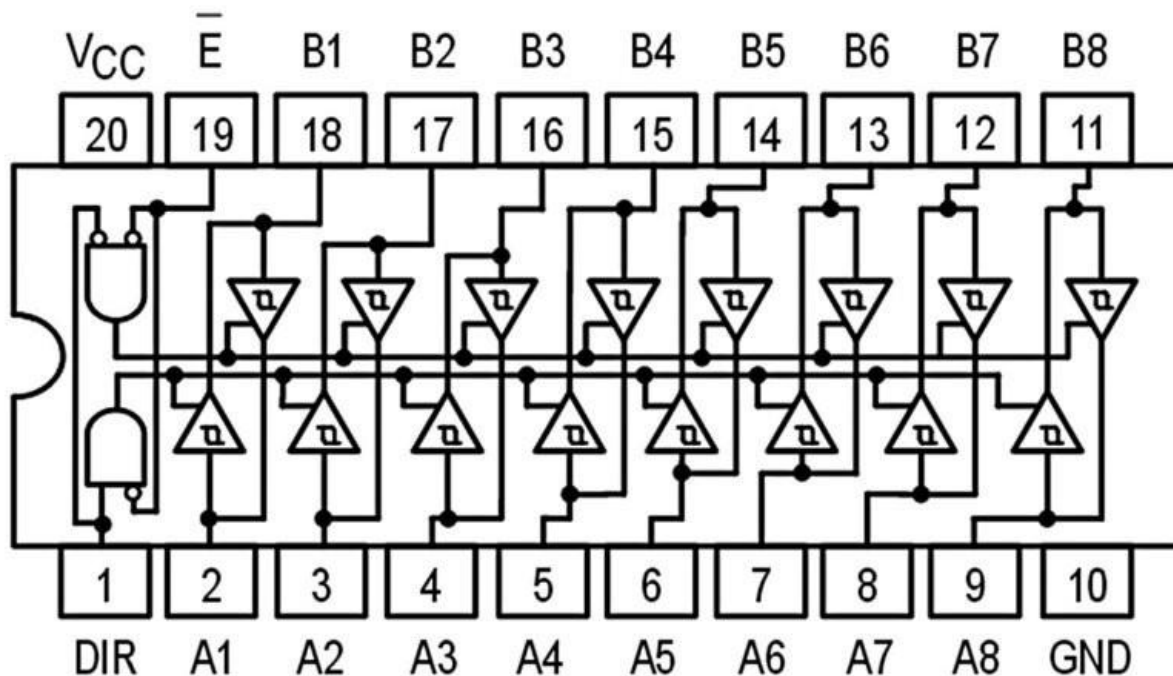 VCC E̅ B1 B2 B3 B4 B5 B6 B7 B8
20 19 18 17 16 15 14 13 12 11
1 2 3 4 5 6 7 8 9 10
DIR A1 A2 A3 A4 A5 A6 A7 A8 GND